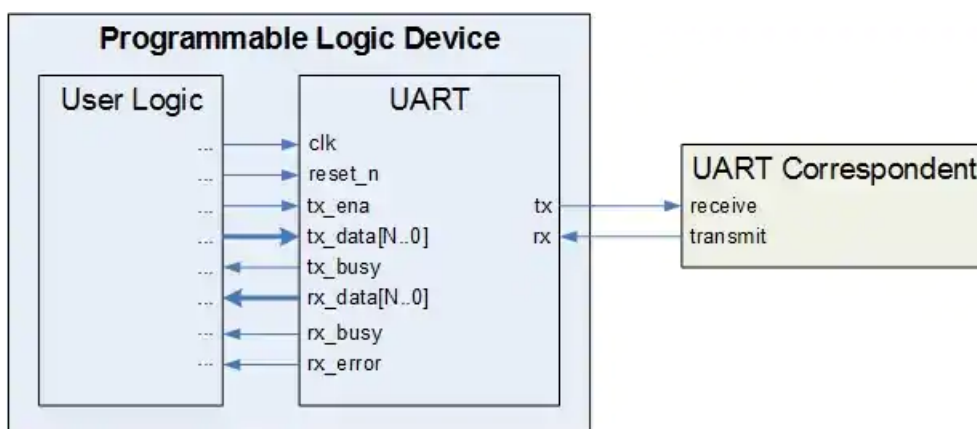 Programmable Logic Device
User Logic
UART
... clk
... reset_n
UART Correspondent
... tx_ena tx receive
... tx_data[N..0] rx transmit
... tx_busy
... rx_data[N..0]
... rx_busy
... rx_error